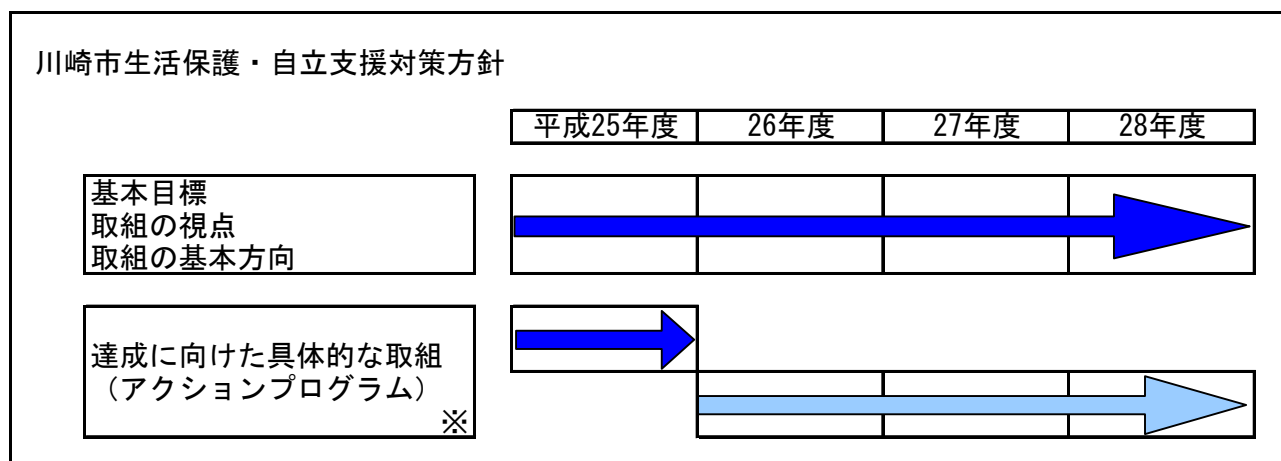 川崎市生活保護・自立支援対策方針
平成25年度 26年度 27年度 28年度
基本目標
取組の視点
取組の基本方向
達成に向けた具体的な取組
（アクションプログラム）
※